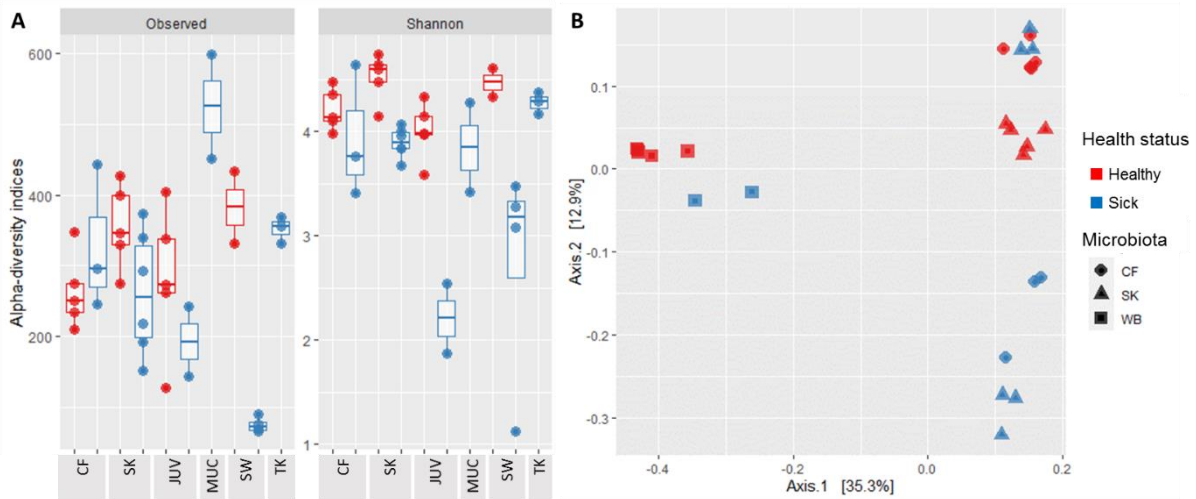 A
Observed
Shannon
Alpha-diversity indices
600
400
200
4
3
2
1
CF
SK
JUV
MUC
SW
TK
CF
SK
JUV
MUC
SW
TK
B
Axis.2 [12.9%]
0.1
0.0
-0.1
-0.2
-0.3
-0.4
-0.2
0.0
0.2
Axis.1 [35.3%]
Health status
Healthy
Sick
Microbiota
CF
SK
WB